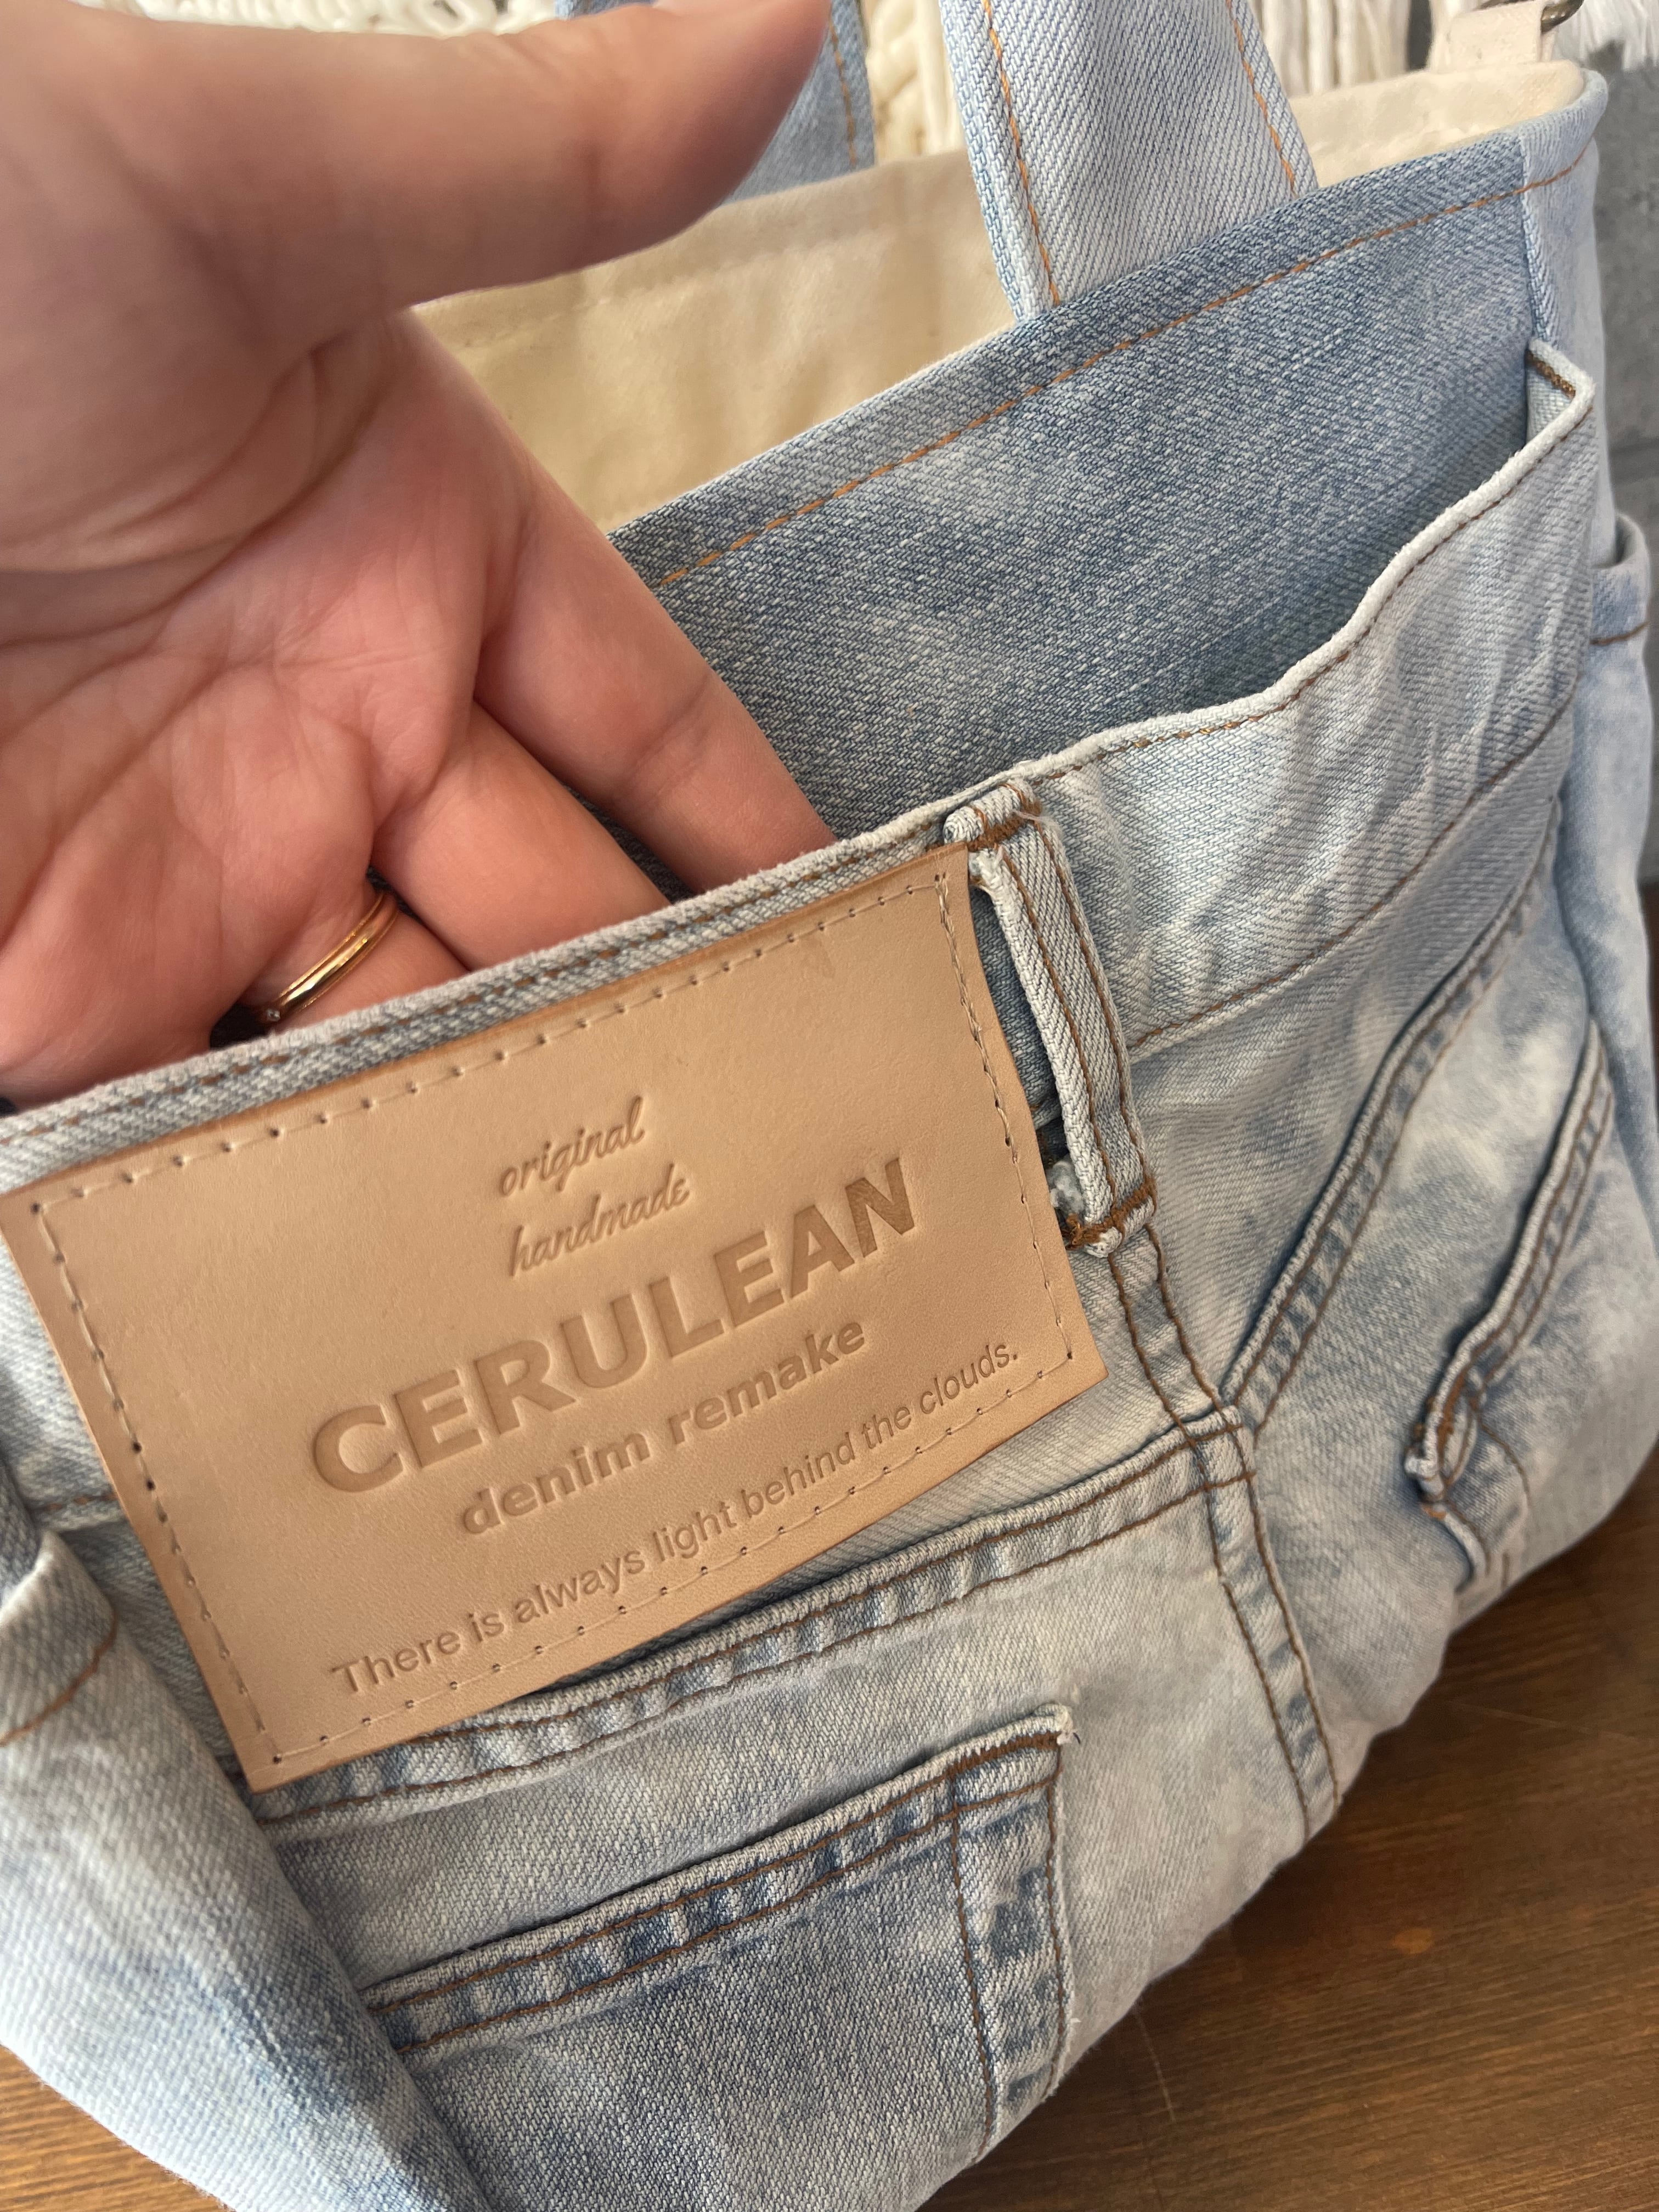 original
handmade
CERULEAN
denim remake
There is always light behind the clouds.